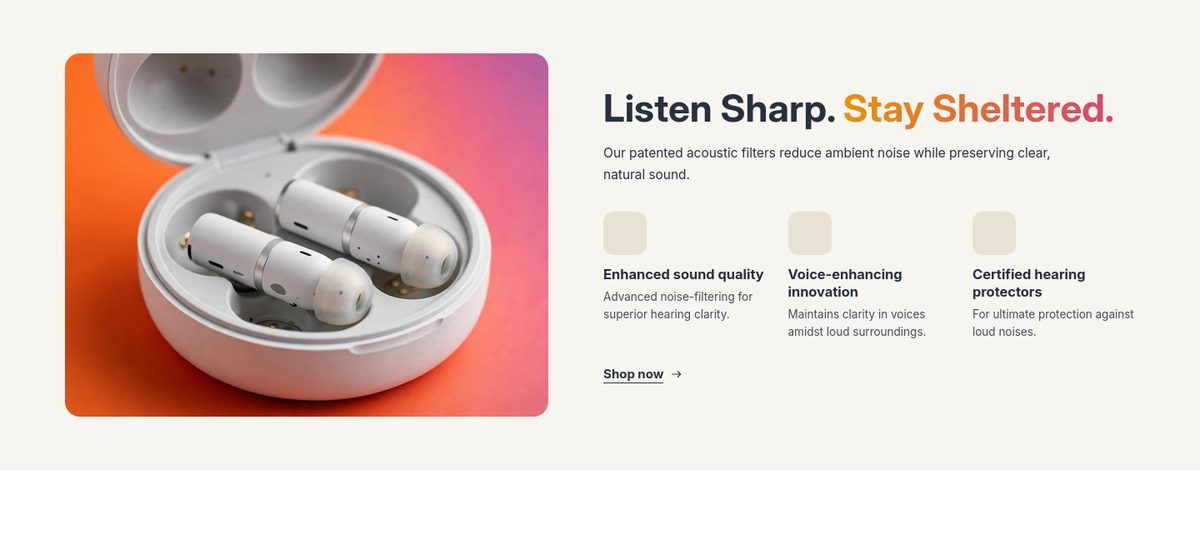 Listen Sharp. Stay Sheltered.
Our patented acoustic filters reduce ambient noise while preserving clear,
natural sound.
Enhanced sound quality
Advanced noise-filtering for
superior hearing clarity.
Voice-enhancing
innovation
Maintains clarity in voices
amidst loud surroundings.
Certified hearing
protectors
For ultimate protection against
loud noises.
Shop now →